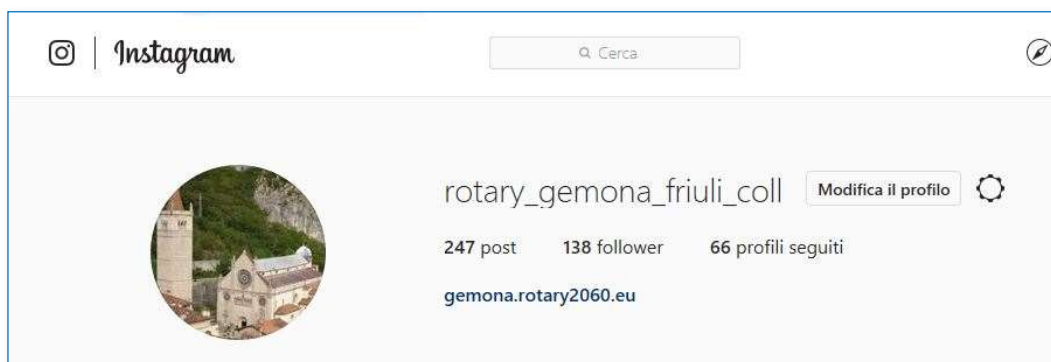 Instagram
Cerca
rotary_gemona_friuli_coll Modifica il profilo
247 post 138 follower 66 profili seguiti
gemona.rotary2060.eu